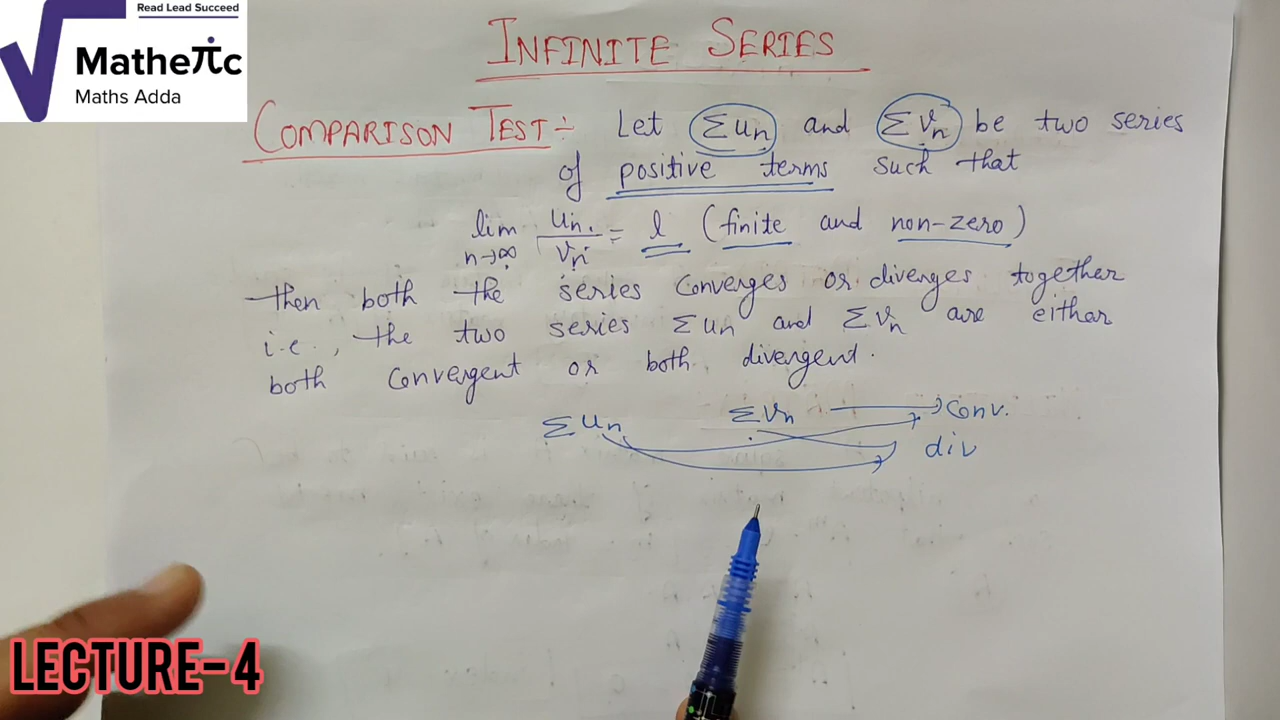 Read Lead Succeed
Matheπc
Maths Adda
INFINITE SERIES
COMPARISON TEST:- Let Σun and Σvn be two series
of positive terms such that
lim n→∞ un/vn = l (finite and non-zero)
then both the series converges or diverges together
i.e., the two series Σun and Σvn are eithar
both convergent or both divergent.
Σun Σvn → Conv.
div
LECTURE-4